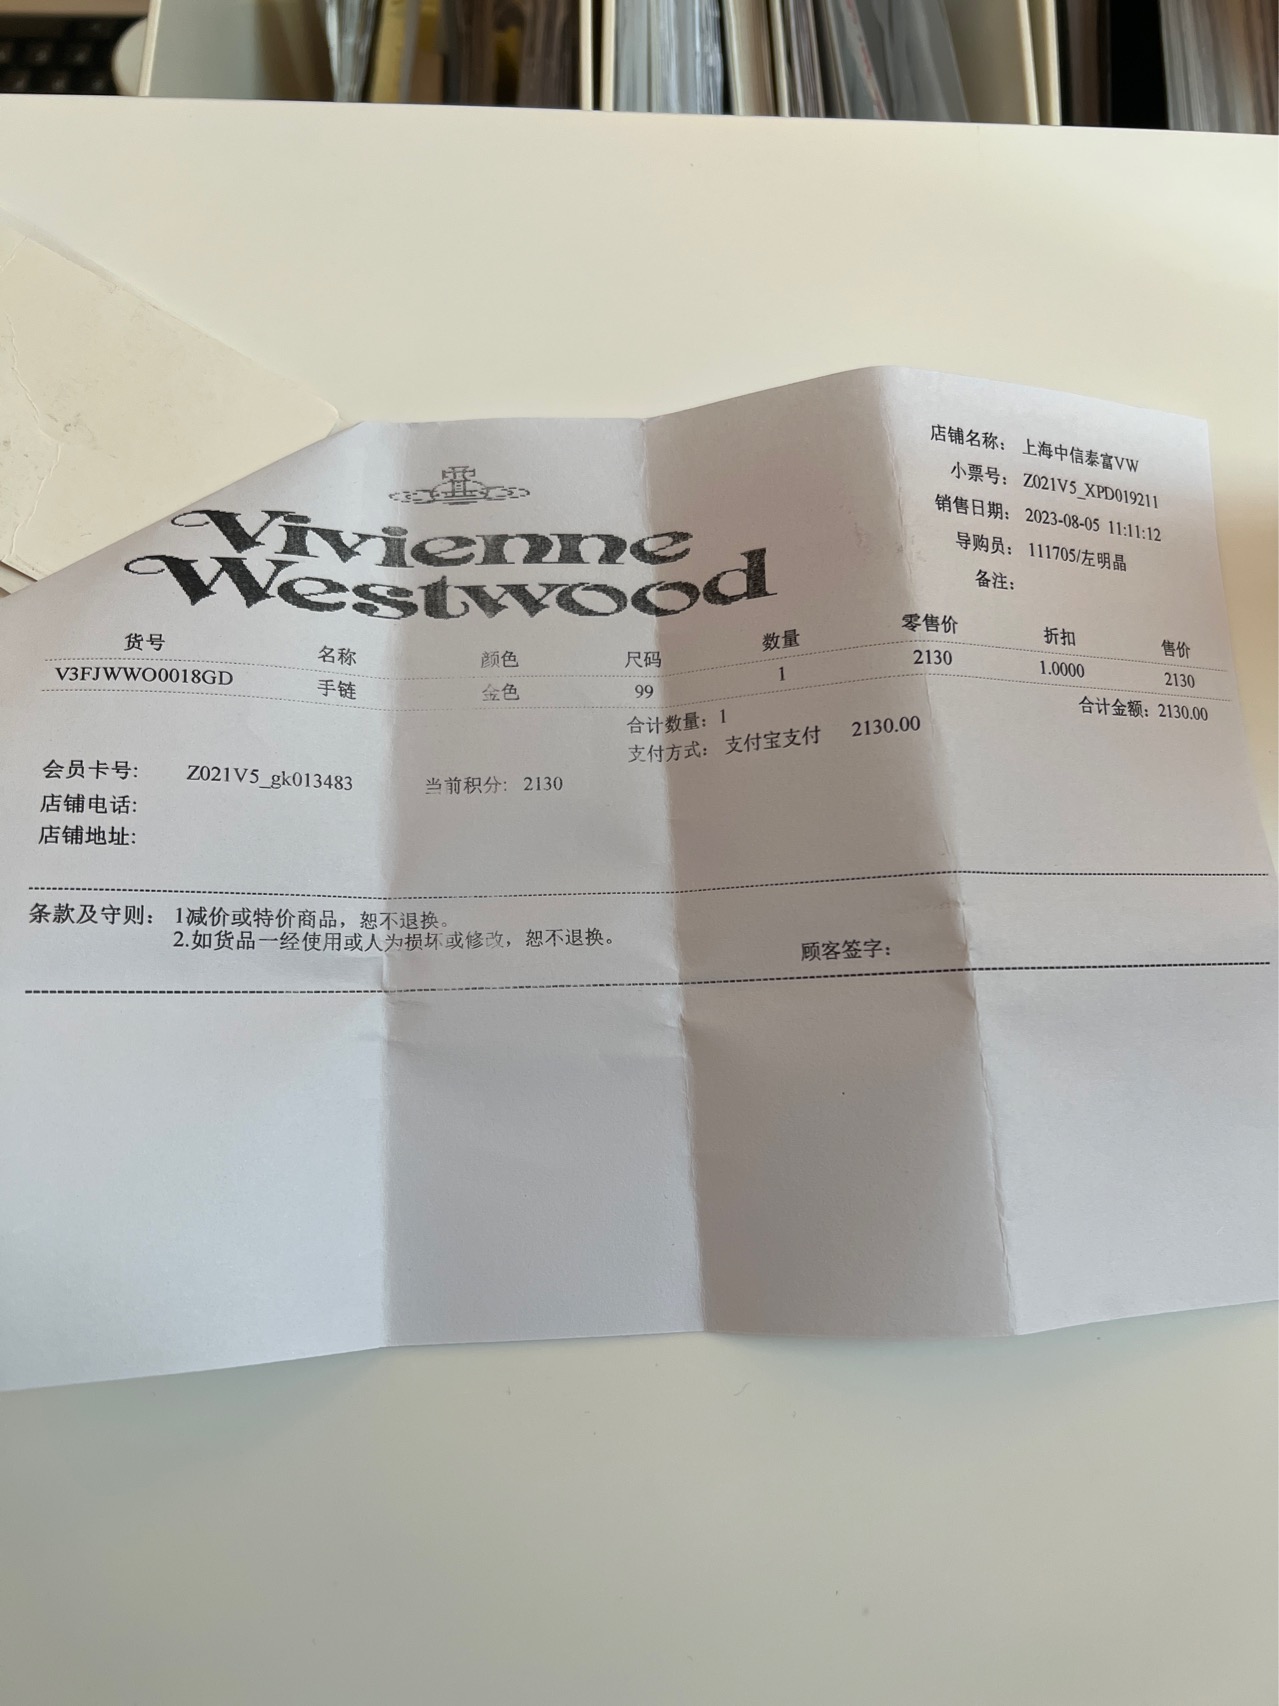 店铺名称： 上海中信泰富VW
小票号： Z021V5_XPD019211
销售日期： 2023-08-05 11:11:12
导购员： 111705/左明晶
备注：
Vivienne
Westwood
货号 名称 颜色 尺码 数量 零售价 折扣 售价
V3FJWWO0018GD 手链 金色 99 1 2130 1.0000 2130
合计数量： 1 合计金额： 2130.00
支付方式： 支付宝支付 2130.00
会员卡号: Z021V5_gk013483 当前积分: 2130
店铺电话:
店铺地址:
条款及守则： 1减价或特价商品，恕不退换。
2.如货品一经使用或人为损坏或修改，恕不退换。
顾客签字：